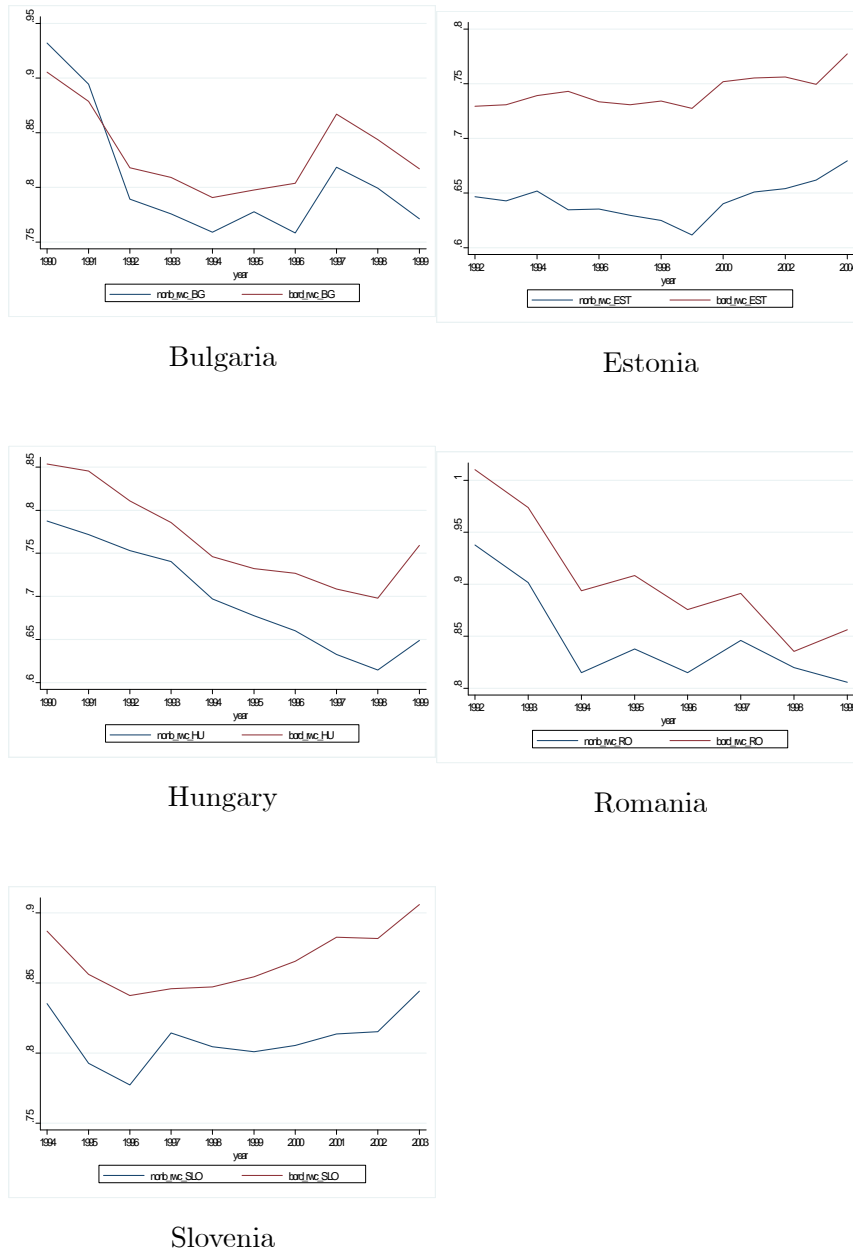 .95
.9
.85
.8
.75
1990 1991 1992 1993 1994 1995 1996 1997 1998 1999
year
nonb_rwc_BG bord_rwc_BG
Bulgaria
.8
.75
.7
.65
.6
1992 1994 1996 1998 2000 2002 2004
year
nonb_rwc_EST bord_rwc_EST
Estonia
.85
.8
.75
.7
.65
.6
1990 1991 1992 1993 1994 1995 1996 1997 1998 1999
year
nonb_rwc_HU bord_rwc_HU
Hungary
1
.95
.9
.85
.8
1992 1993 1994 1995 1996 1997 1998 1999
year
nonb_rwc_RO bord_rwc_RO
Romania
.9
.85
.8
.75
1994 1995 1996 1997 1998 1999 2000 2001 2002 2003
year
nonb_rwc_SLO bord_rwc_SLO
Slovenia